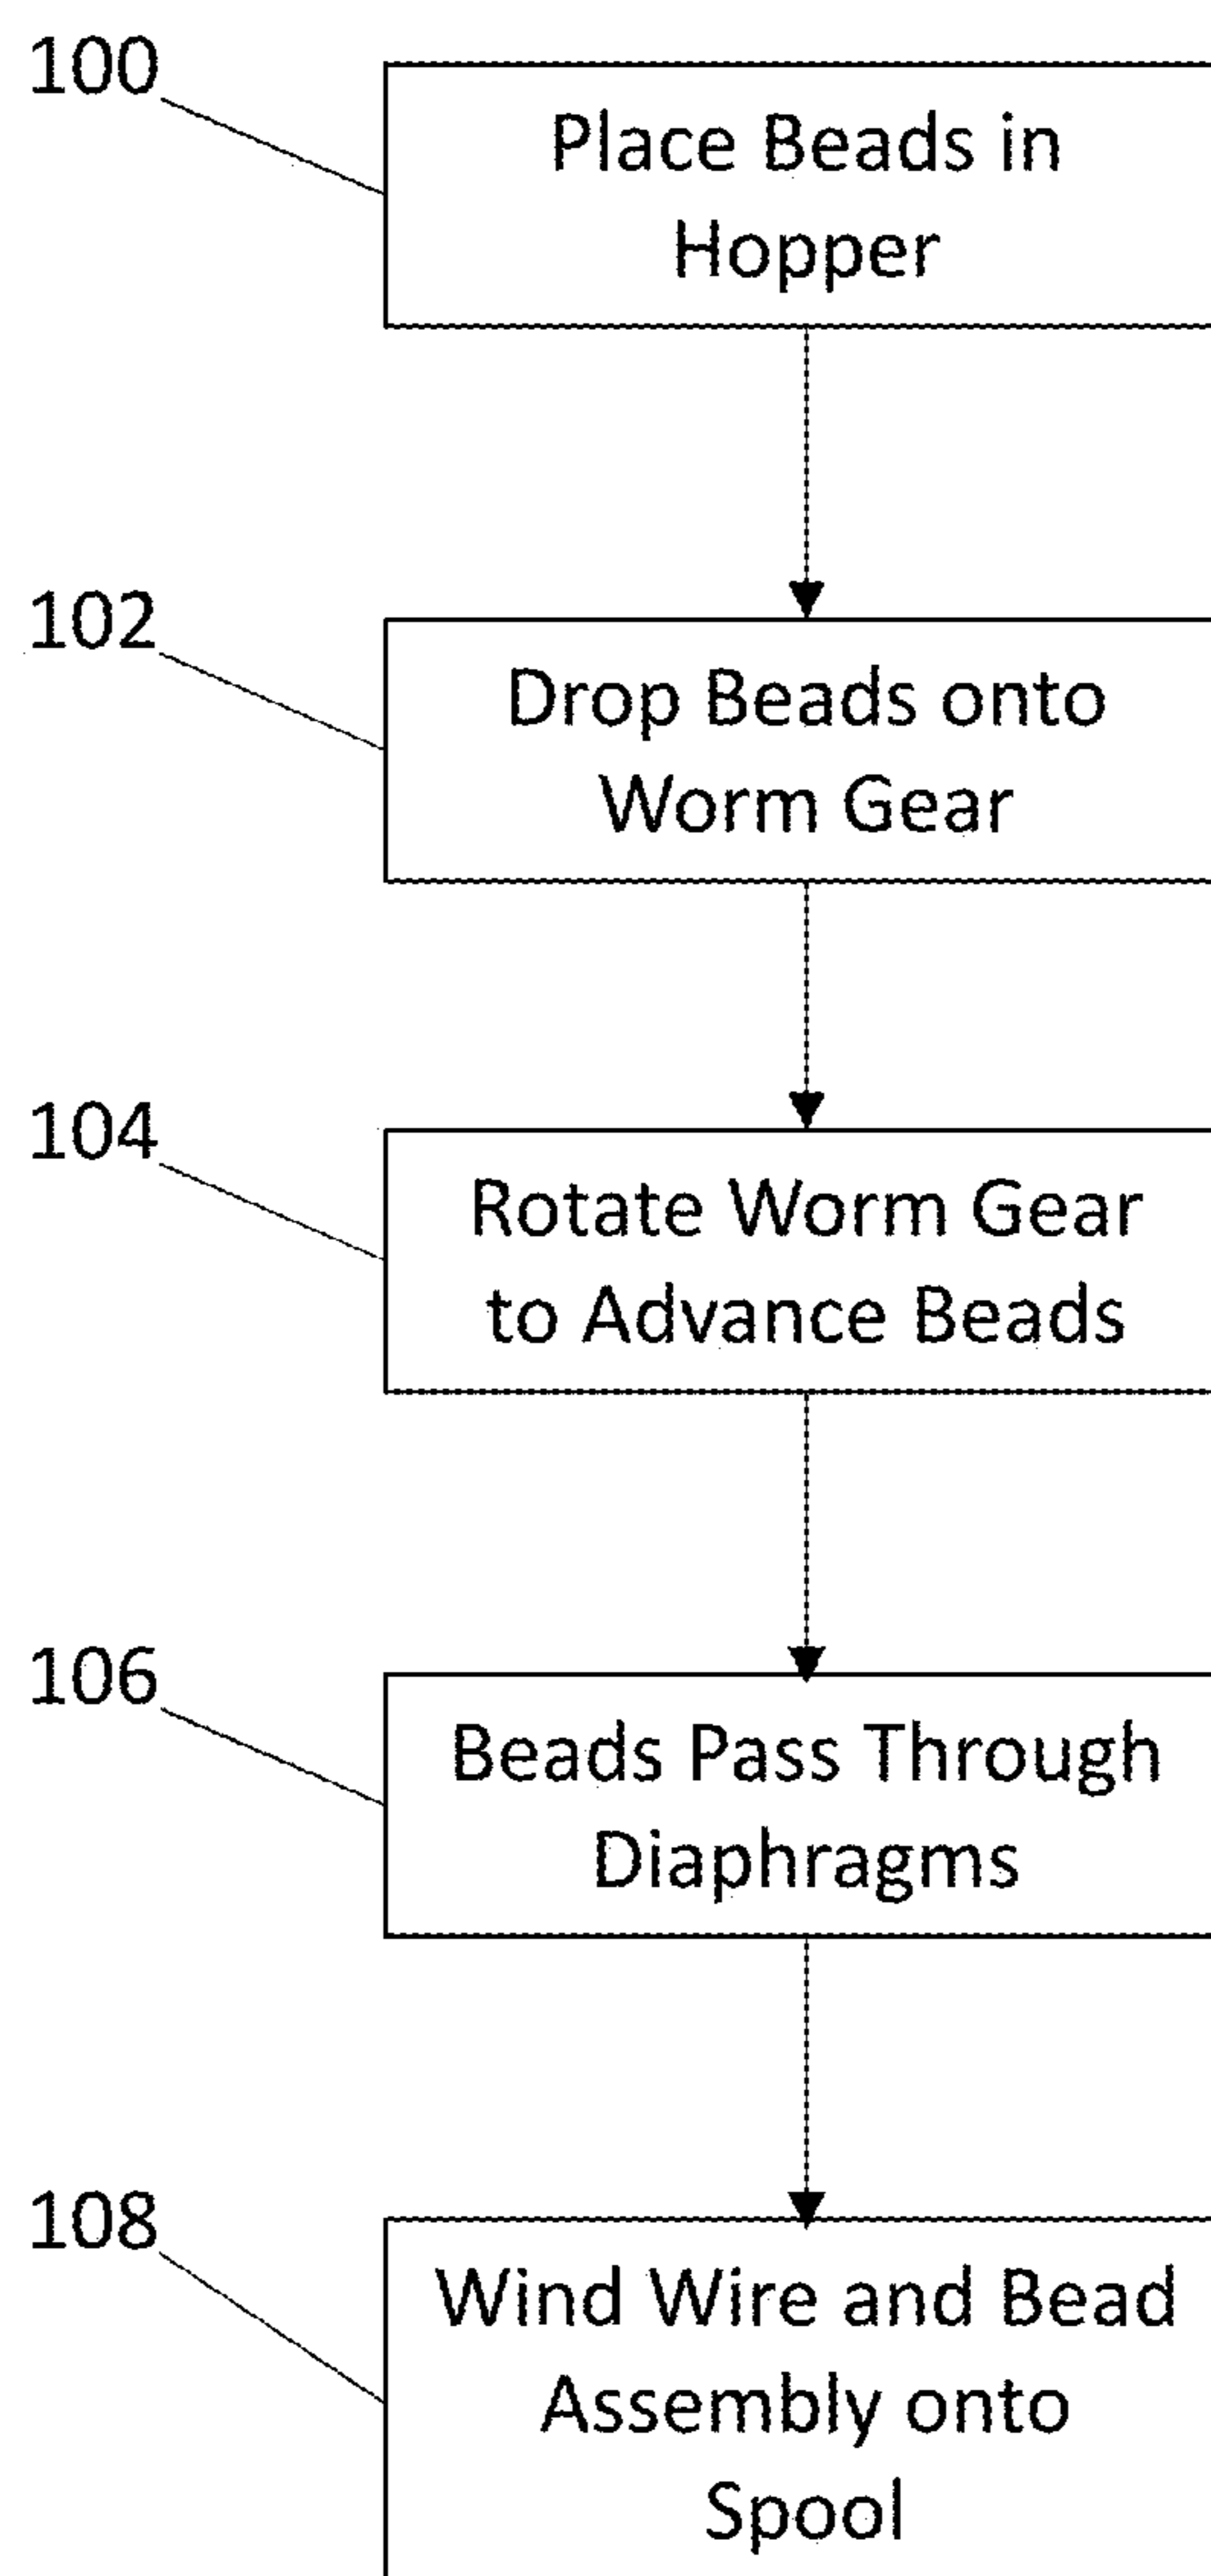 100
Place Beads in
Hopper
102
Drop Beads onto
Worm Gear
104
Rotate Worm Gear
to Advance Beads
106
Beads Pass Through
Diaphragms
108
Wind Wire and Bead
Assembly onto
Spool